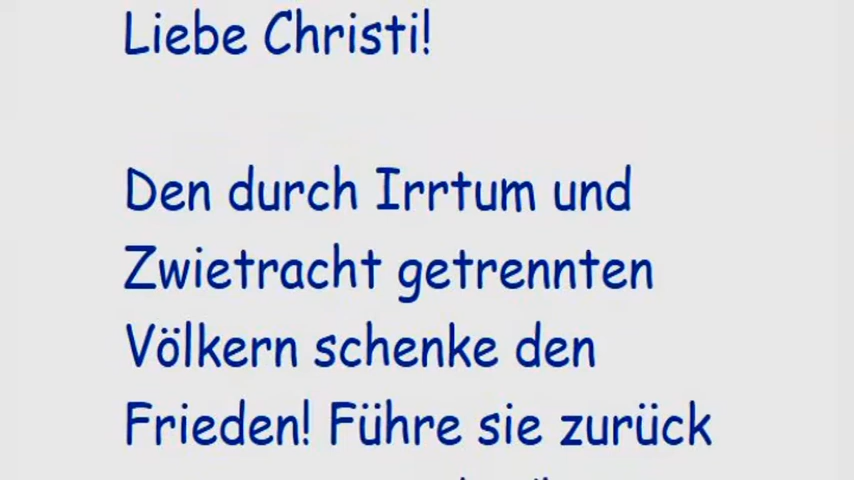 Liebe Christi!
Den durch Irrtum und
Zwietracht getrennten
Völkern schenke den
Frieden! Führe sie zurück